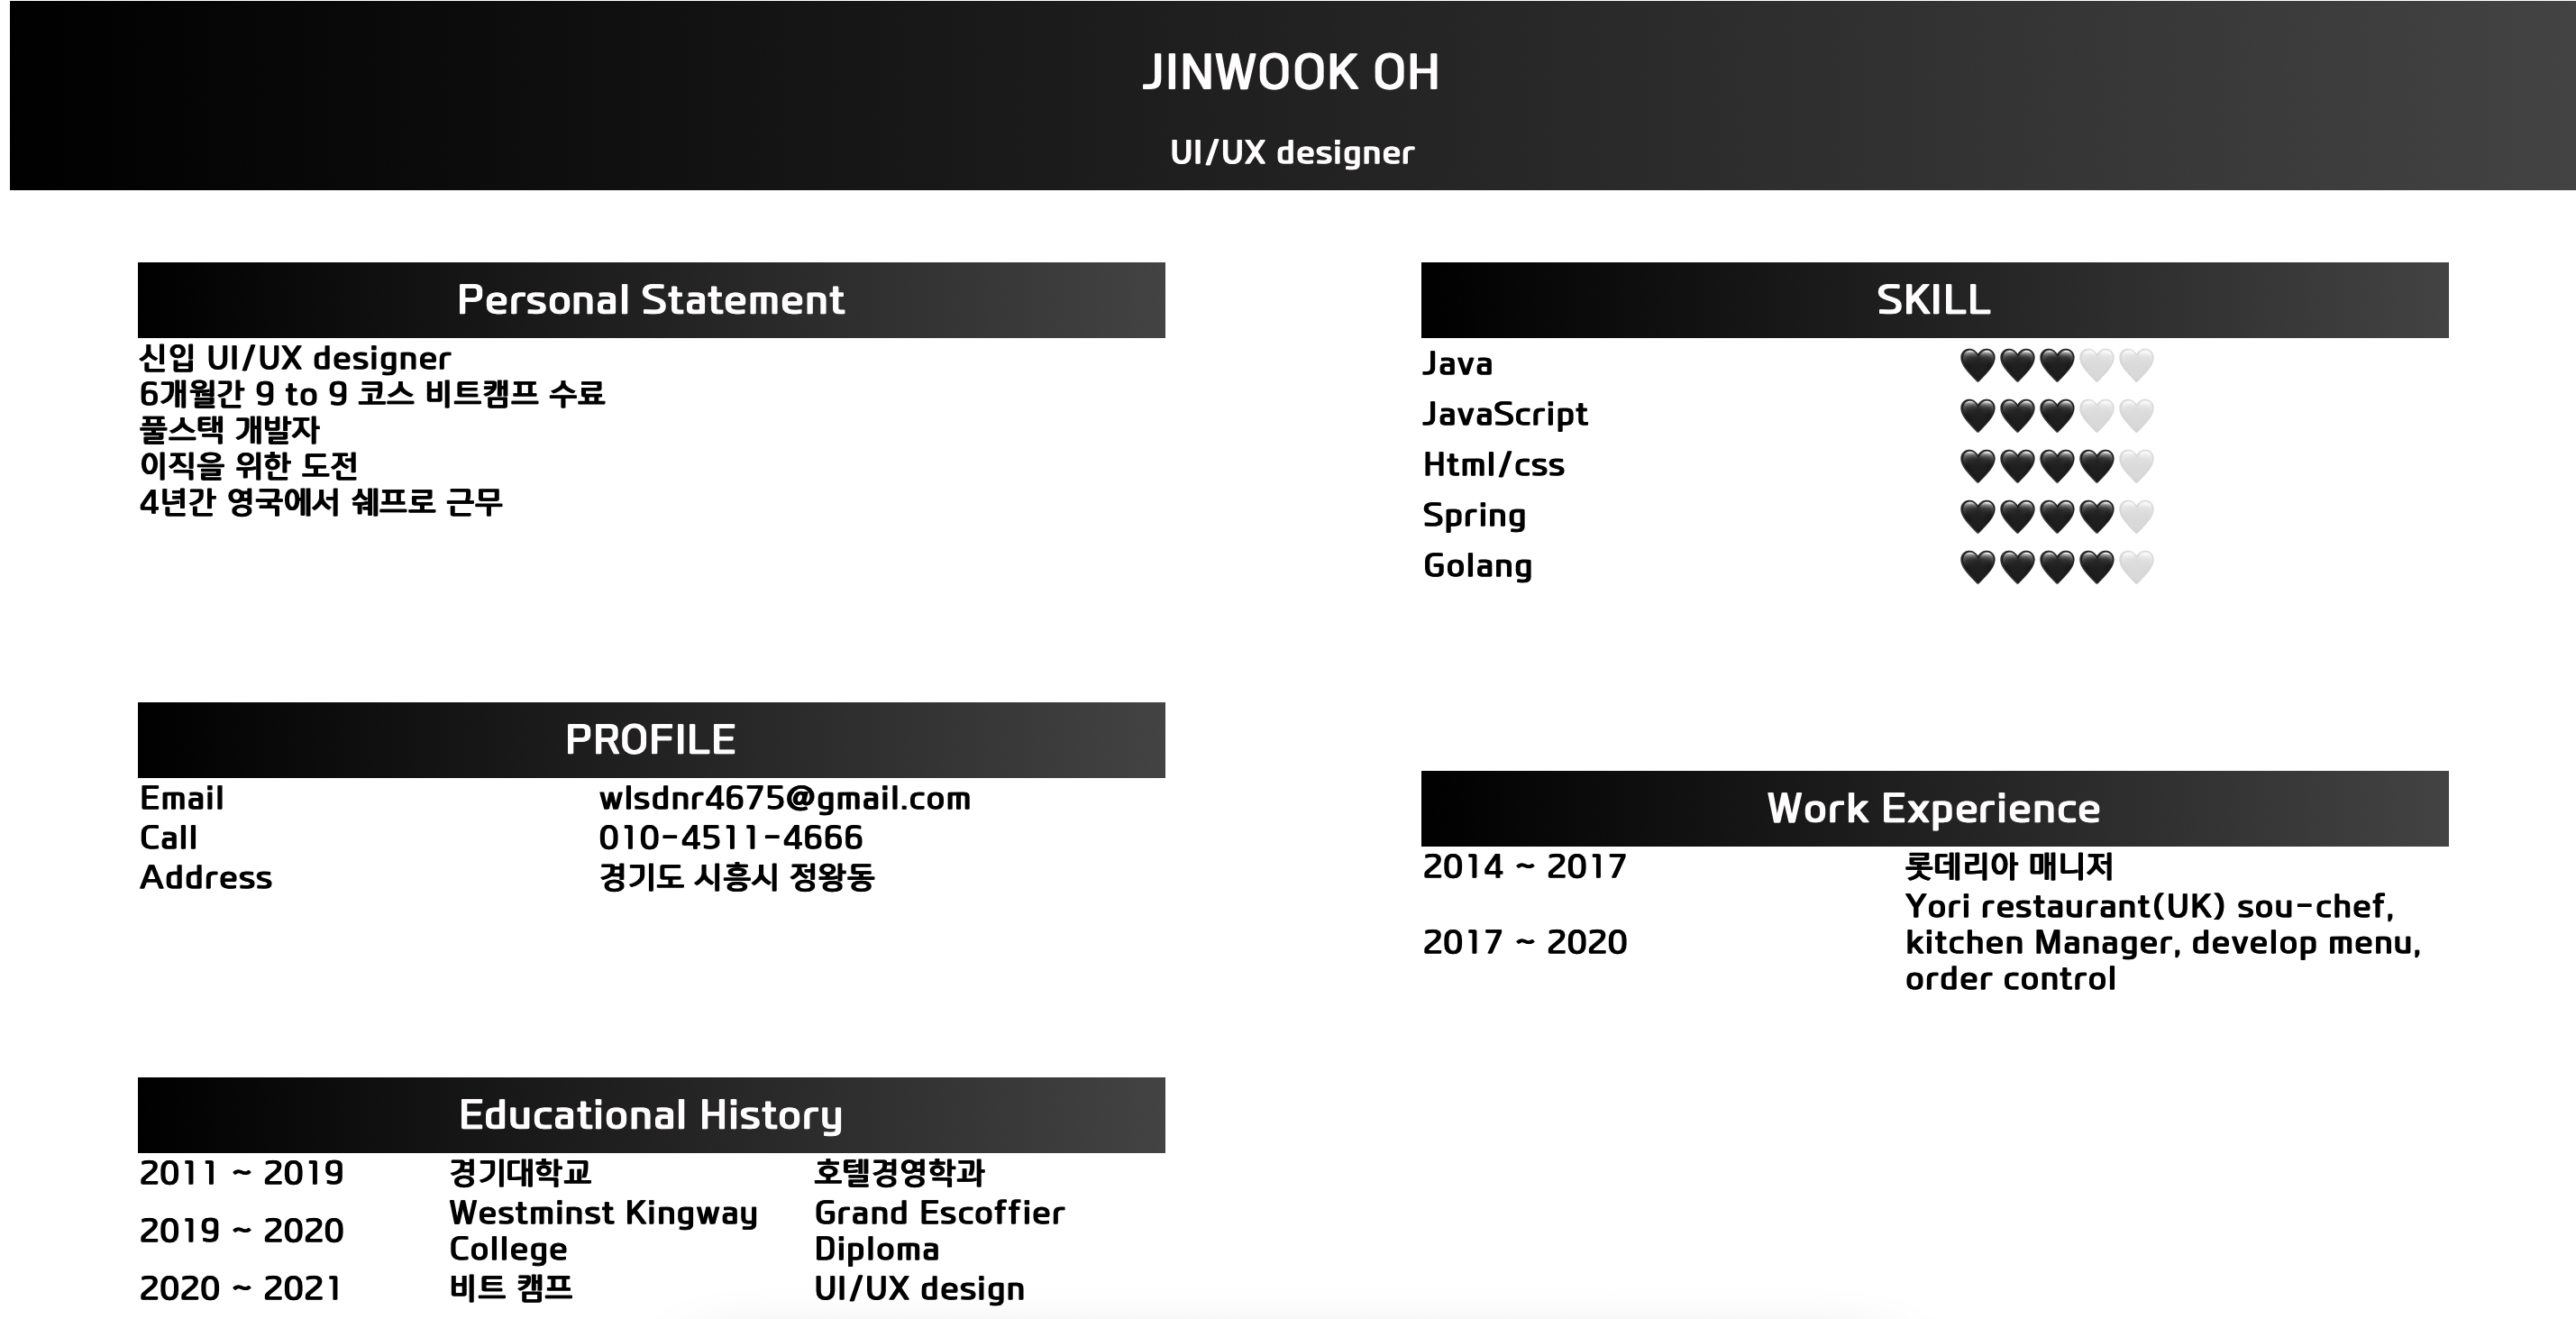 JINWOOK OH
UI/UX designer
Personal Statement
신입 UI/UX designer
6개월간 9 to 9 코스 비트캠프 수료
풀스택 개발자
이직을 위한 도전
4년간 영국에서 쉐프로 근무
PROFILE
Email wlsdnr4675@gmail.com
Call 010-4511-4666
Address 경기도 시흥시 정왕동
Educational History
2011 ~ 2019 경기대학교 호텔경영학과
2019 ~ 2020 Westminst Kingway Grand Escoffier
College Diploma
2020 ~ 2021 비트 캠프 UI/UX design
SKILL
Java 🖤🖤🖤🤍🤍
JavaScript 🖤🖤🖤🤍🤍
Html/css 🖤🖤🖤🖤🤍
Spring 🖤🖤🖤🖤🤍
Golang 🖤🖤🖤🖤🤍
Work Experience
2014 ~ 2017 롯데리아 매니저
Yori restaurant(UK) sou-chef,
2017 ~ 2020 kitchen Manager, develop menu,
order control